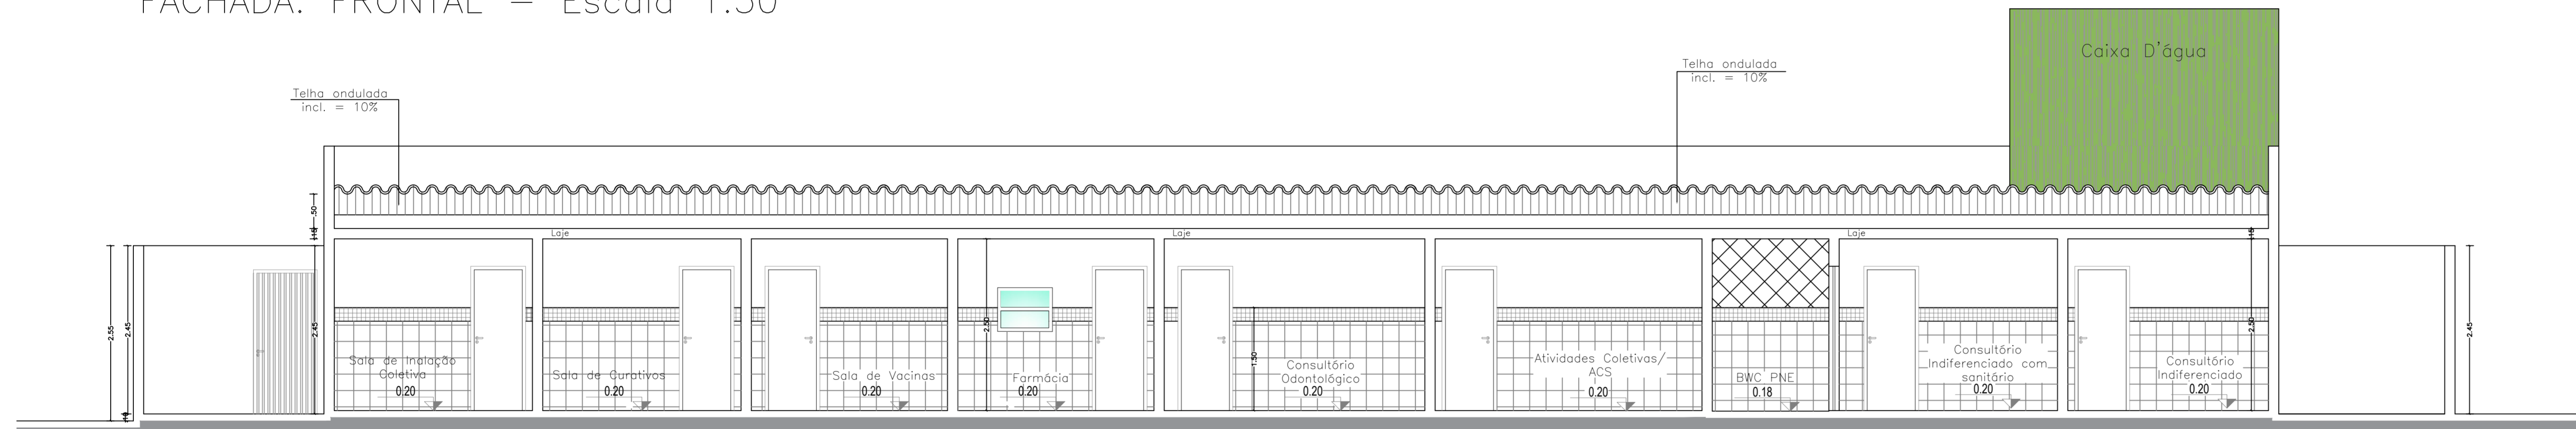 FACHADA: FRONTAL – Escala 1:50
Caixa D'água
Telha ondulada
incl. = 10%
Telha ondulada
incl. = 10%
.50
.15
Laje
Laje
Laje
.15
2.55
2.45
2.45
.10
2.50
1.50
2.50
2.45
Sala de Inalação
Coletiva
0.20
Sala de Curativos
0.20
Sala de Vacinas
0.20
Farmácia
0.20
Consultório
Odontológico
0.20
Atividades Coletivas/
ACS
0.20
BWC PNE
0.18
Consultório
Indiferenciado com
sanitário
0.20
Consultório
Indiferenciado
0.20